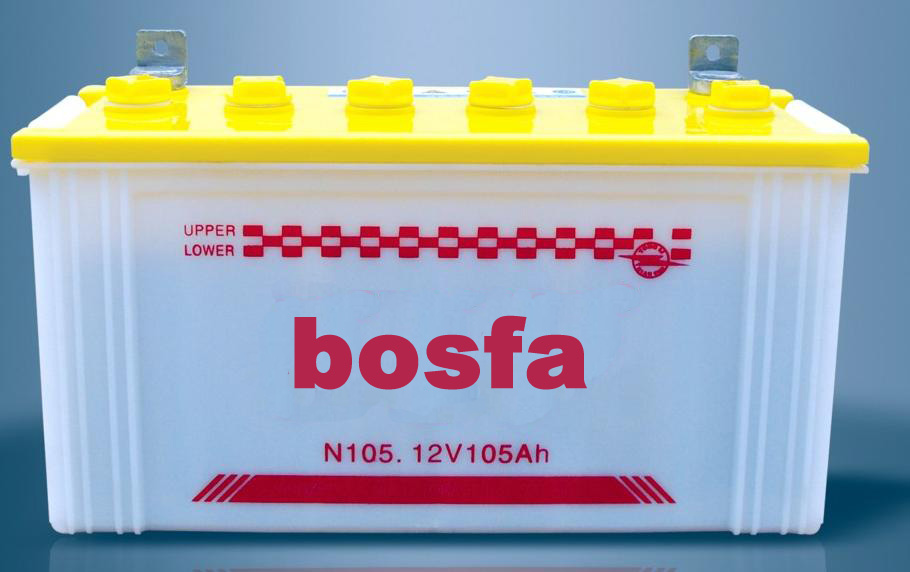 UPPER
LOWER
bosfa
N105. 12V105Ah